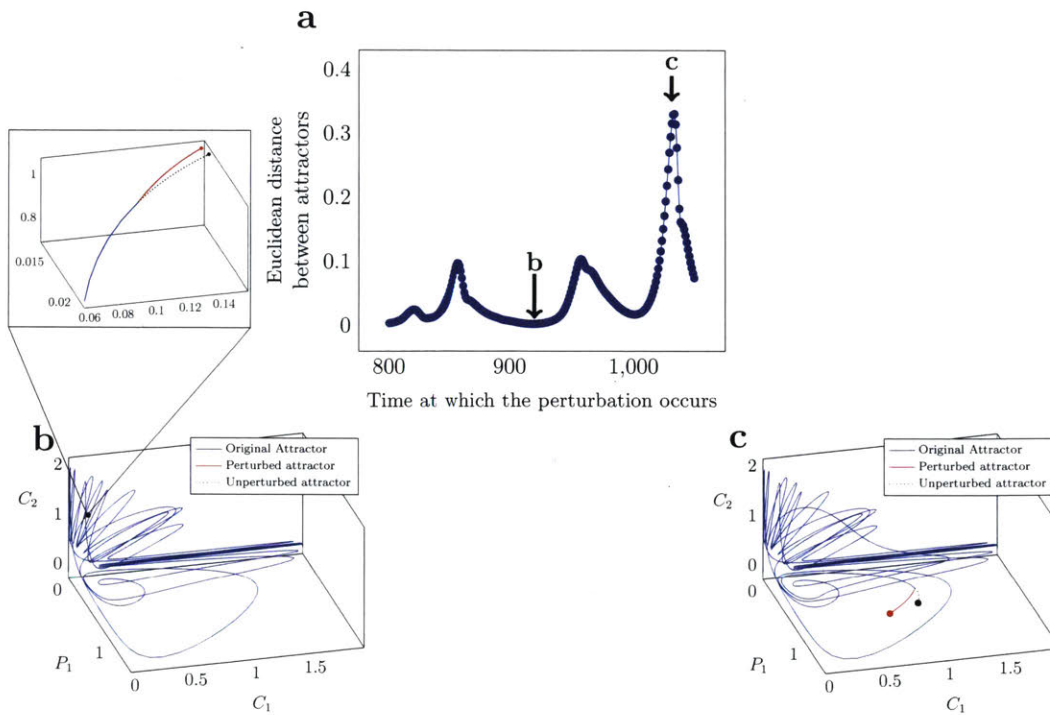 a
0.4
0.3
0.2
0.1
0
Euclidean distance
between attractors
c
b
800
900
1,000
Time at which the perturbation occurs
1
0.8
0.015
0.02
0.06
0.08
0.1
0.12
0.14
b
Original Attractor
Perturbed attractor
Unperturbed attractor
2
C₂
1
0
0
P₁
1
0
0.5
1
1.5
C₁
c
Original Attractor
Perturbed attractor
Unperturbed attractor
2
C₂
1
0
0
P₁
1
0
0.5
1
1.5
C₁